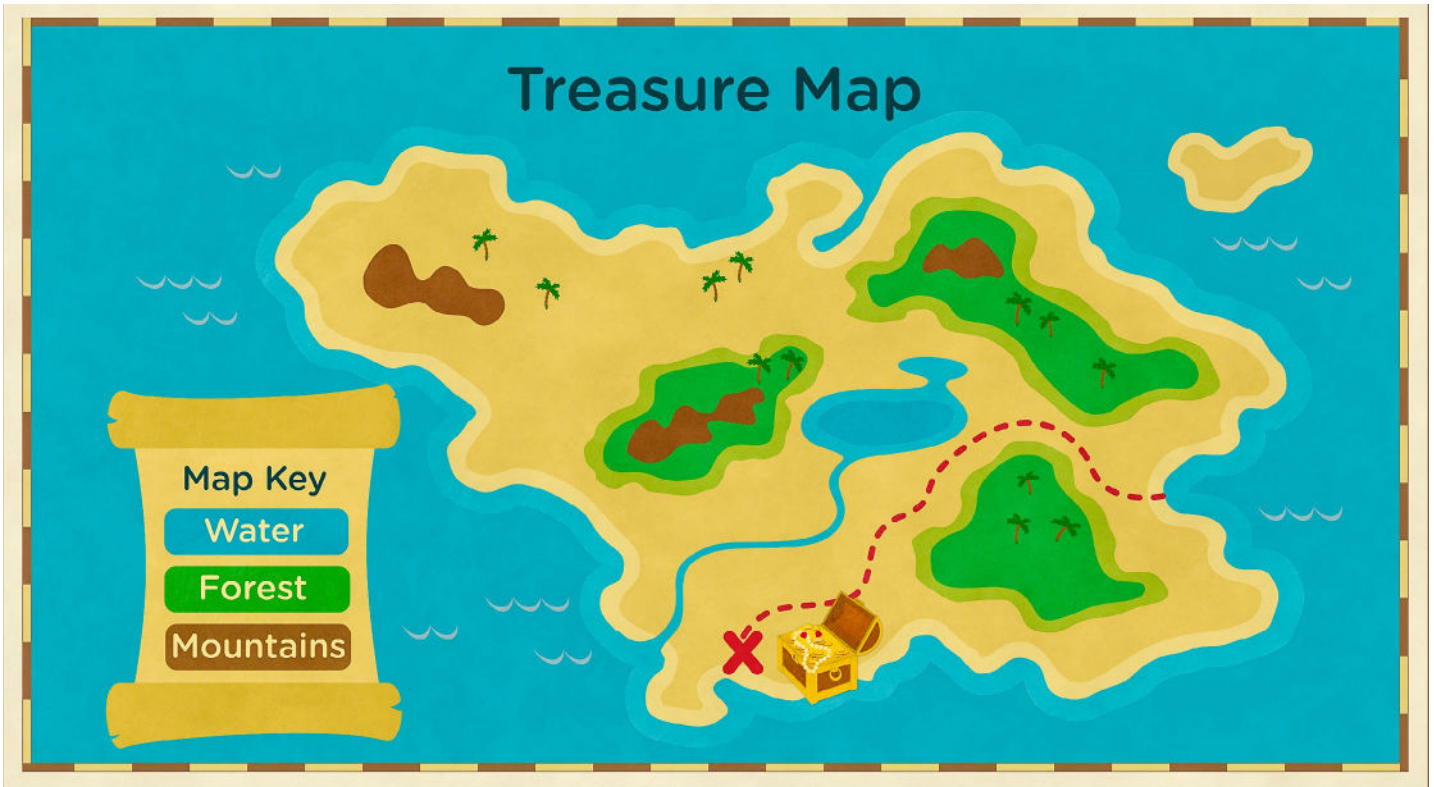 Treasure Map
Map Key
Water
Forest
Mountains